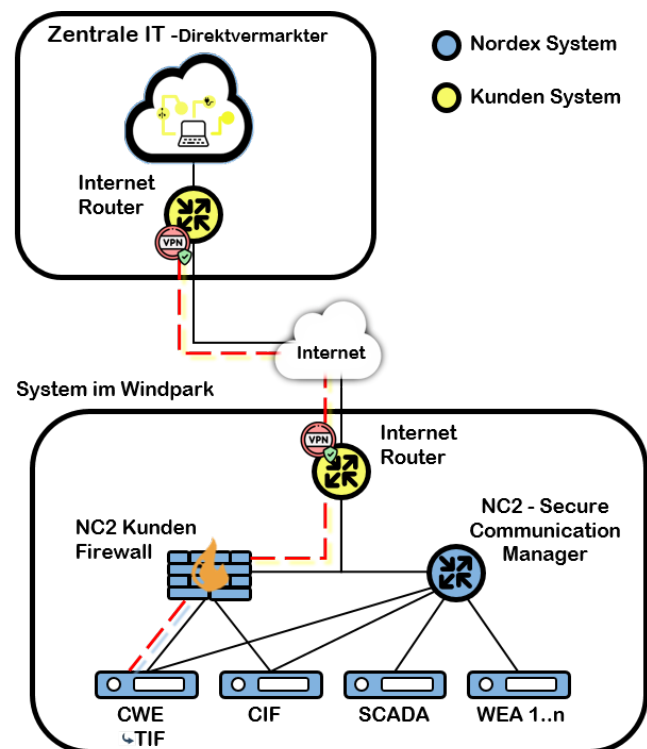 Zentrale IT -Direktvermarkter
Nordex System
Kunden System
Internet
Router
VPN
Internet
System im Windpark
VPN
Internet
Router
NC2 Kunden
Firewall
NC2 - Secure
Communication
Manager
CWE
↳TIF
CIF
SCADA
WEA 1..n